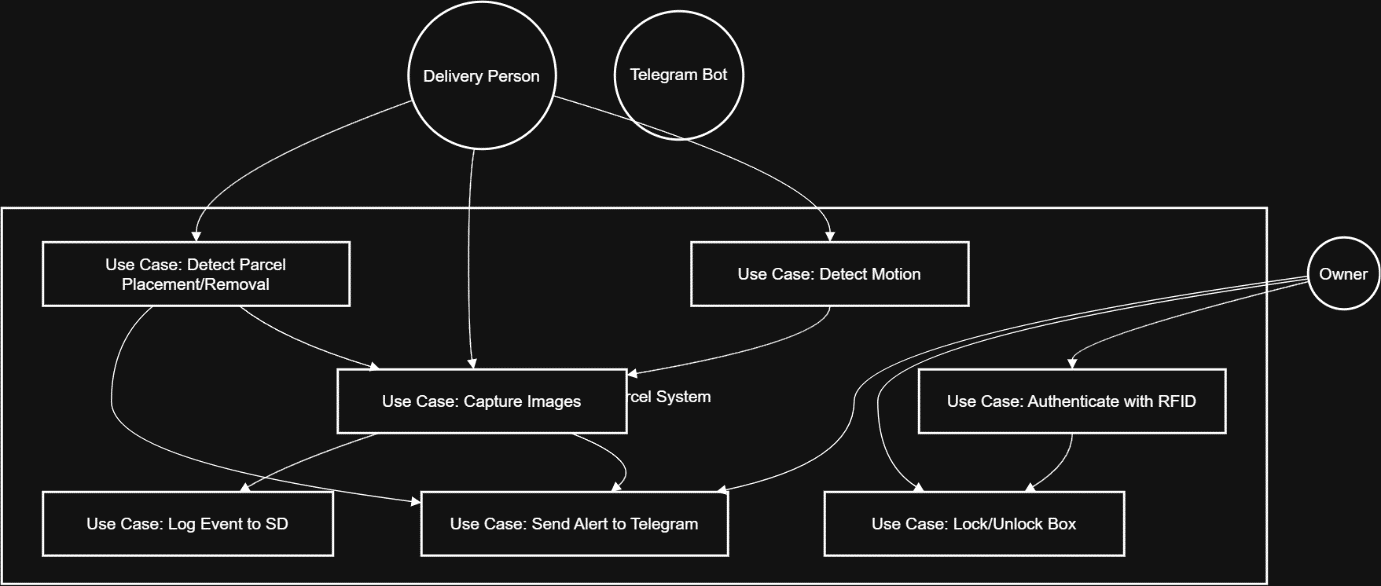 Delivery Person
Telegram Bot
Use Case: Detect Parcel
Placement/Removal
Use Case: Detect Motion
Owner
Use Case: Capture Images
rcel System
Use Case: Authenticate with RFID
Use Case: Log Event to SD
Use Case: Send Alert to Telegram
Use Case: Lock/Unlock Box